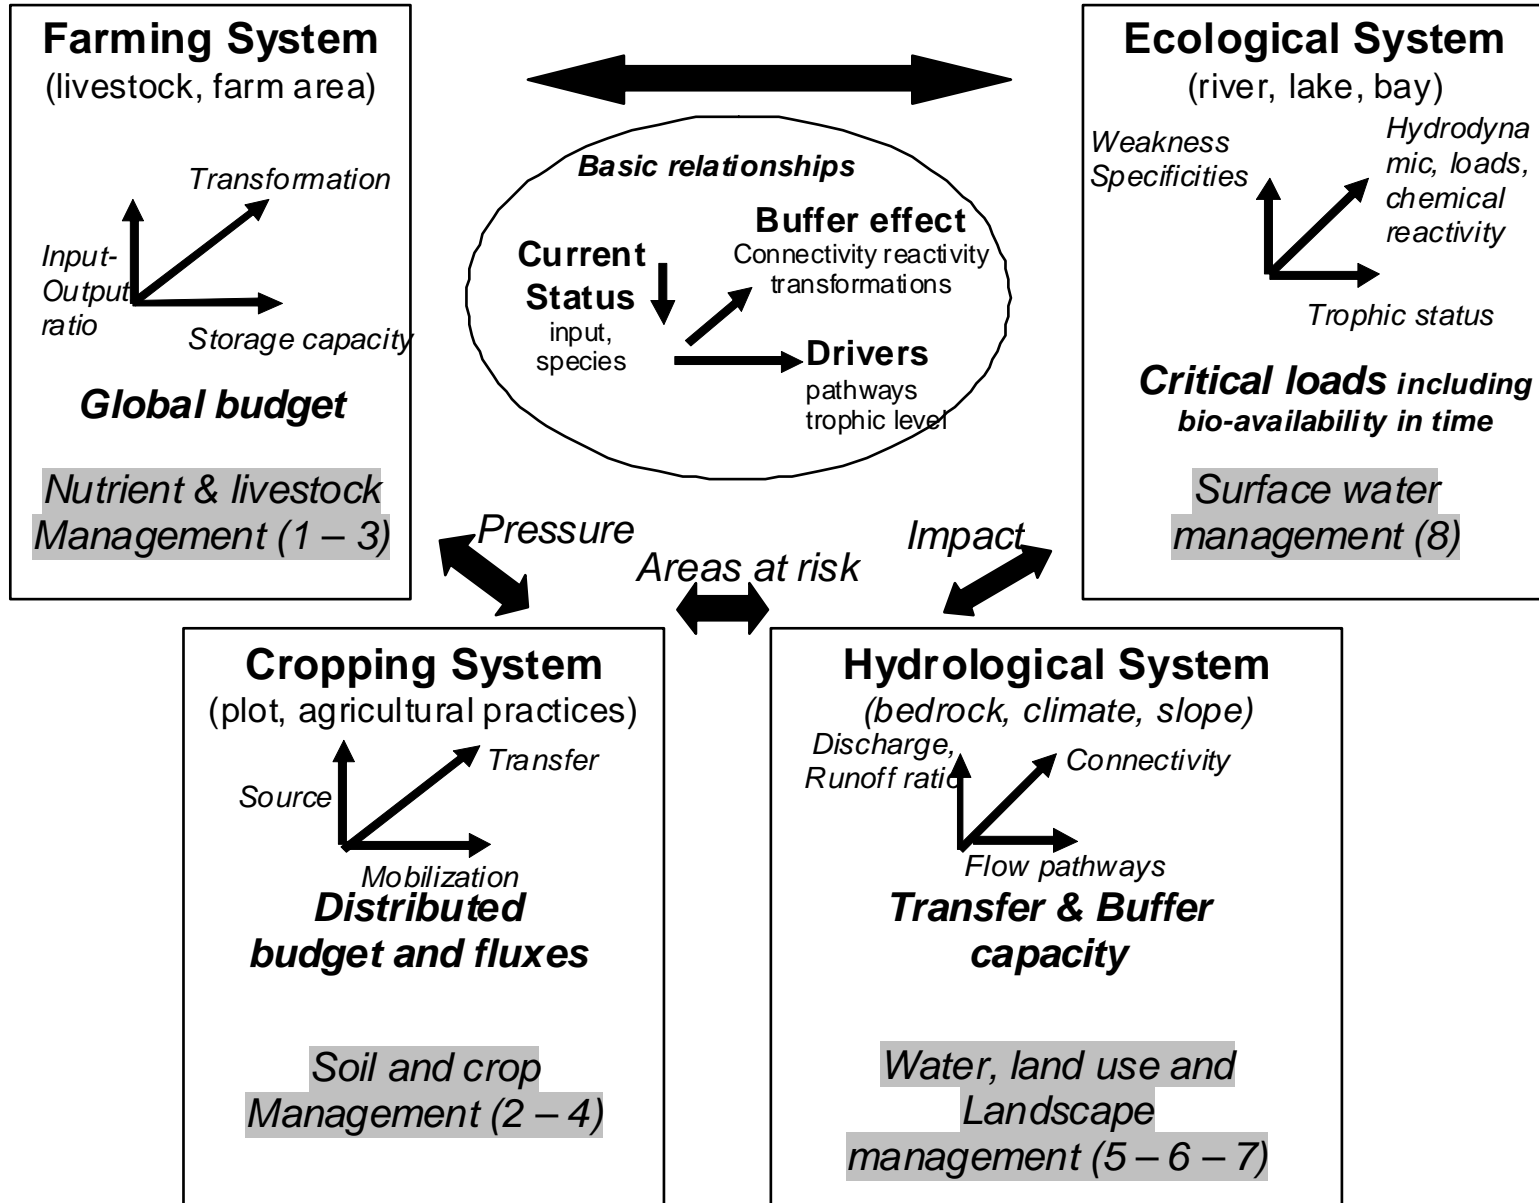 Farming System
(livestock, farm area)
Transformation
Input-
Output
ratio
Storage capacity
Global budget
Nutrient & livestock
Management (1 – 3)
Basic relationships
Buffer effect
Connectivity reactivity
transformations
Current
Status
input,
species
Drivers
pathways
trophic level
Ecological System
(river, lake, bay)
Weakness
Specificities
Hydrodyna
mic, loads,
chemical
reactivity
Trophic status
Critical loads including
bio-availability in time
Surface water
management (8)
Pressure
Areas at risk
Impact
Cropping System
(plot, agricultural practices)
Transfer
Source
Mobilization
Distributed
budget and fluxes
Soil and crop
Management (2 – 4)
Hydrological System
(bedrock, climate, slope)
Discharge,
Runoff ratio
Connectivity
Flow pathways
Transfer & Buffer
capacity
Water, land use and
Landscape
management (5 – 6 – 7)